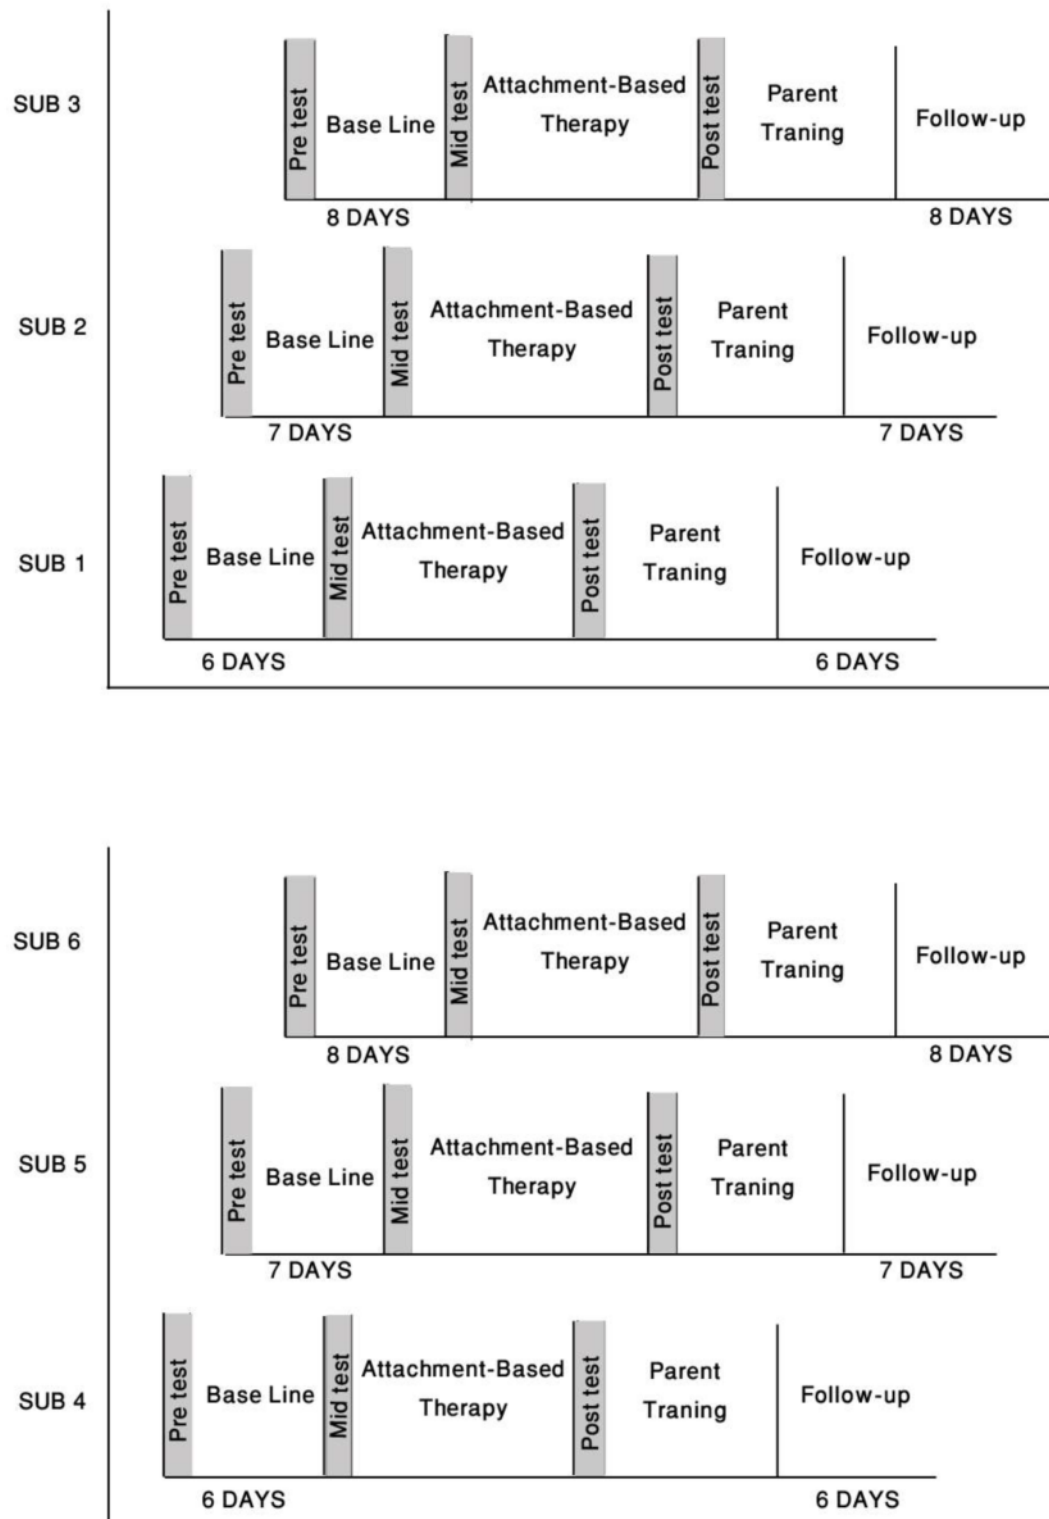 SUB 3
Pre test
Base Line
Mid test
Attachment-Based
Therapy
Post test
Parent
Traning
Follow-up
8 DAYS
8 DAYS
SUB 2
Pre test
Base Line
Mid test
Attachment-Based
Therapy
Post test
Parent
Traning
Follow-up
7 DAYS
7 DAYS
SUB 1
Pre test
Base Line
Mid test
Attachment-Based
Therapy
Post test
Parent
Traning
Follow-up
6 DAYS
6 DAYS
SUB 6
Pre test
Base Line
Mid test
Attachment-Based
Therapy
Post test
Parent
Traning
Follow-up
8 DAYS
8 DAYS
SUB 5
Pre test
Base Line
Mid test
Attachment-Based
Therapy
Post test
Parent
Traning
Follow-up
7 DAYS
7 DAYS
SUB 4
Pre test
Base Line
Mid test
Attachment-Based
Therapy
Post test
Parent
Traning
Follow-up
6 DAYS
6 DAYS